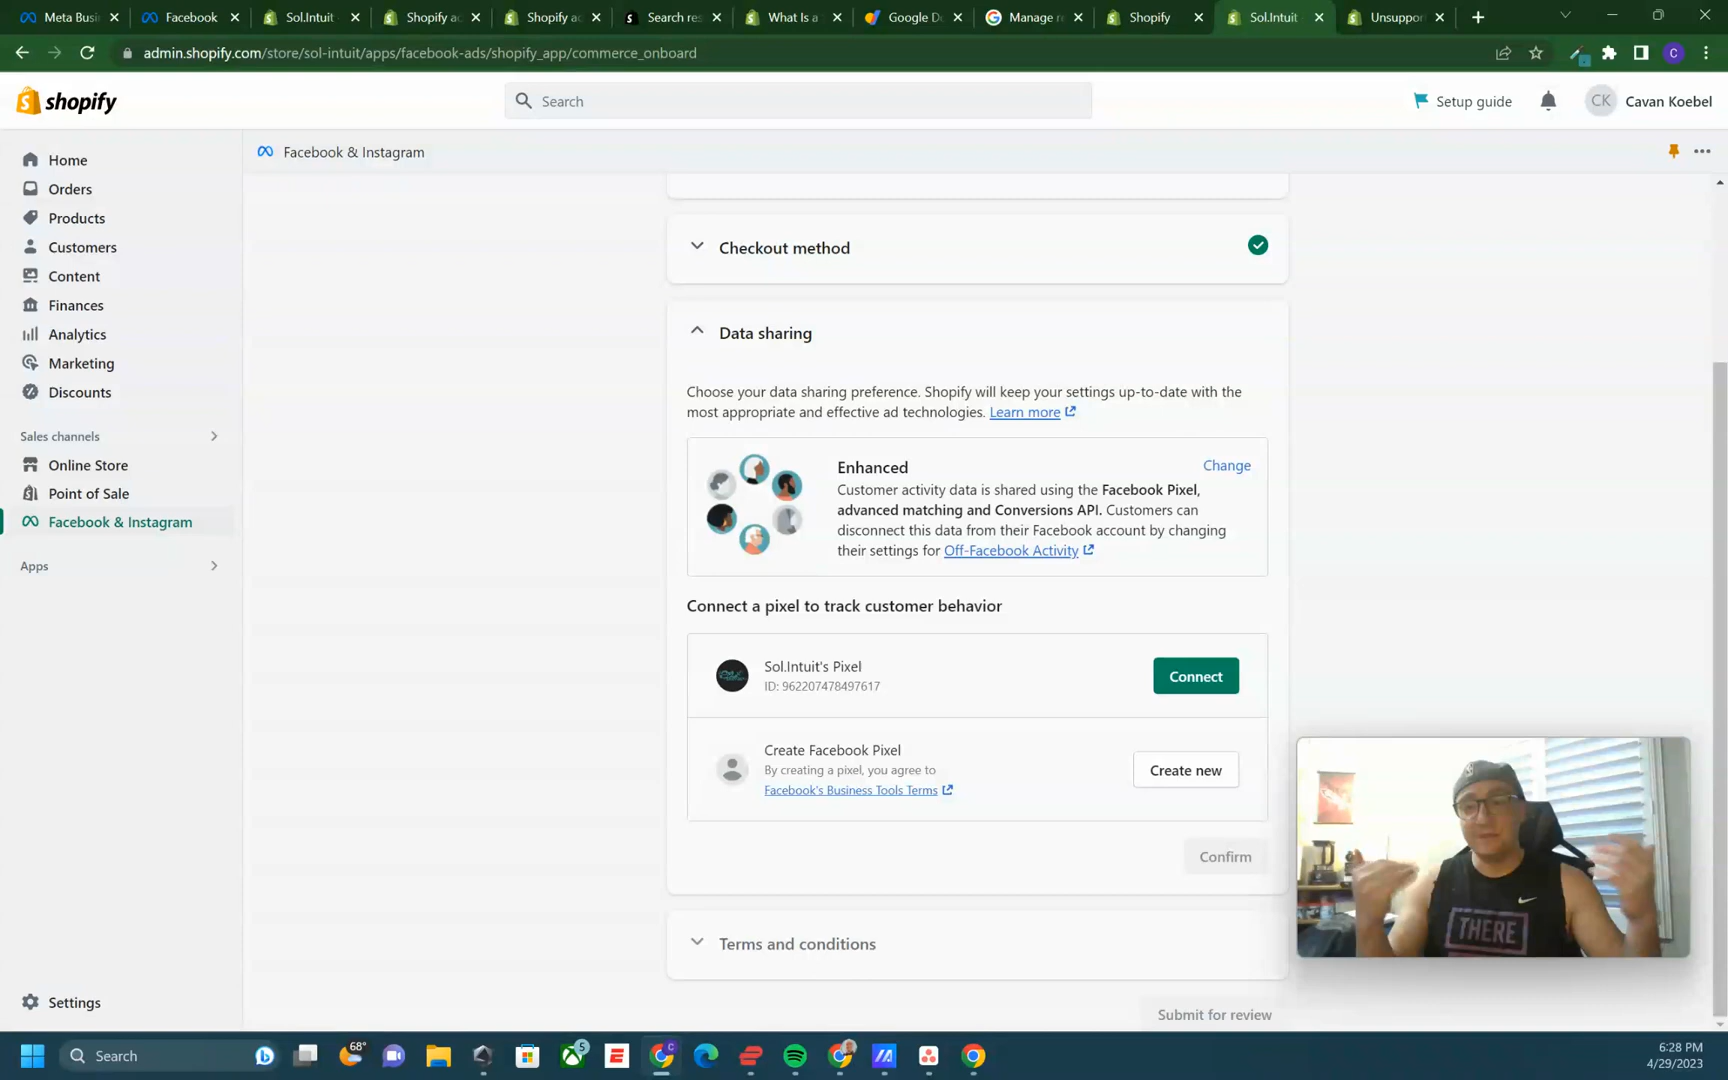 Meta Busi
Facebook
Sol.Intuit
Shopify ac
Shopify ac
Search res
What Is a
Google D
Manage r
Shopify
Sol.Intuit
Unsuppor
admin.shopify.com/store/sol-intuit/apps/facebook-ads/shopify_app/commerce_onboard
C
shopify
Search
Setup guide
CK
Cavan Koebel
Home
Orders
Products
Customers
Content
Finances
Analytics
Marketing
Discounts
Sales channels
Online Store
Point of Sale
Facebook & Instagram
Apps
Settings
Facebook & Instagram
Checkout method
Data sharing
Choose your data sharing preference. Shopify will keep your settings up-to-date with the
most appropriate and effective ad technologies. Learn more
Enhanced
Change
Customer activity data is shared using the Facebook Pixel,
advanced matching and Conversions API. Customers can
disconnect this data from their Facebook account by changing
their settings for Off-Facebook Activity
Connect a pixel to track customer behavior
Sol.Intuit's Pixel
ID: 962207478497617
Connect
Create Facebook Pixel
By creating a pixel, you agree to
Facebook's Business Tools Terms
Create new
Confirm
Terms and conditions
Submit for review
THERE
Search
68°
5
6:28 PM
4/29/2023